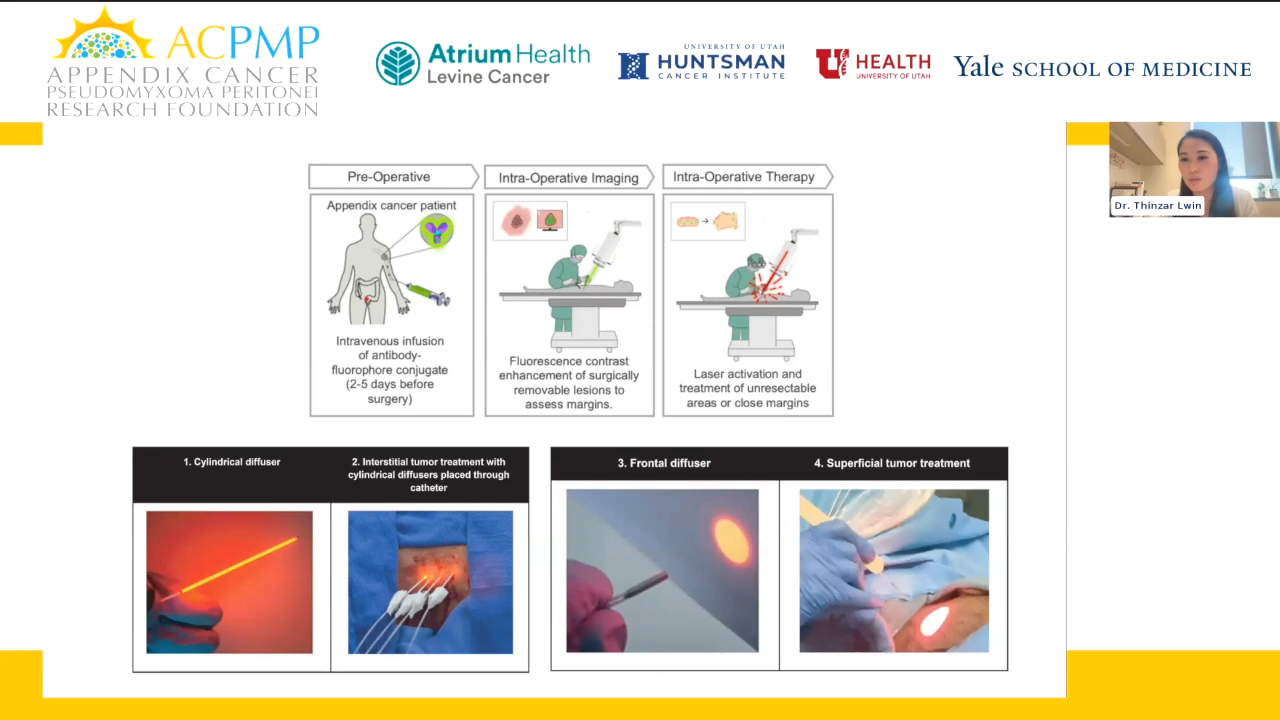 ACPMP
APPENDIX CANCER
PSEUDOMYXOMA PERITONEI
RESEARCH FOUNDATION
Atrium Health
Levine Cancer
UNIVERSITY OF UTAH
HUNTSMAN
CANCER INSTITUTE
U HEALTH
UNIVERSITY OF UTAH
Yale SCHOOL OF MEDICINE
Dr. Thinzar Lwin
Pre-Operative
Appendix cancer patient
Intravenous infusion
of antibody-
fluorophore conjugate
(2-5 days before
surgery)
Intra-Operative Imaging
Fluorescence contrast
enhancement of surgically
removable lesions to
assess margins.
Intra-Operative Therapy
Laser activation and
treatment of unresectable
areas or close margins
1. Cylindrical diffuser
2. Interstitial tumor treatment with
cylindrical diffusers placed through
catheter
3. Frontal diffuser
4. Superficial tumor treatment